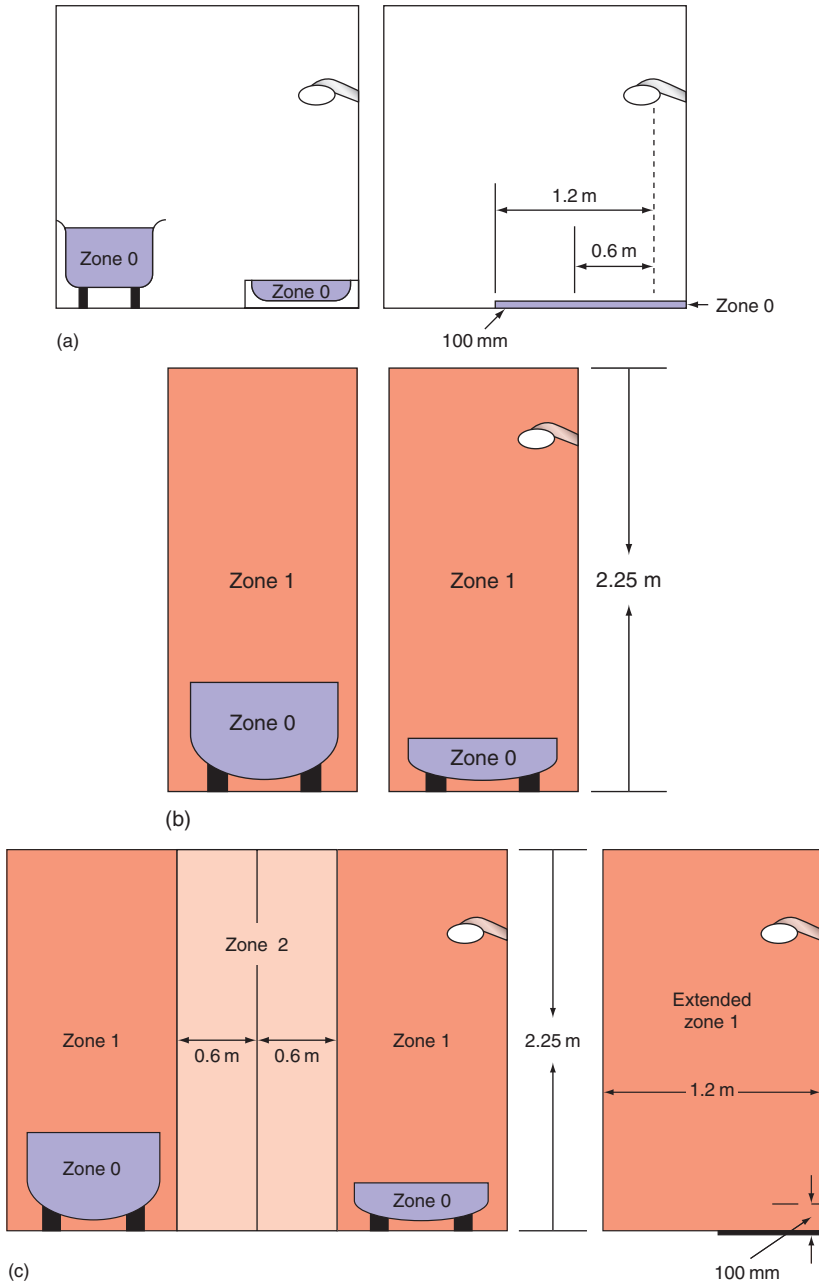 Zone 0
Zone 0
1.2 m
0.6 m
Zone 0
100 mm
(a)
Zone 1
Zone 0
Zone 1
Zone 0
2.25 m
(b)
Zone 1
Zone 0
Zone 2
0.6 m
0.6 m
Zone 1
Zone 0
2.25 m
Extended
zone 1
1.2 m
100 mm
(c)